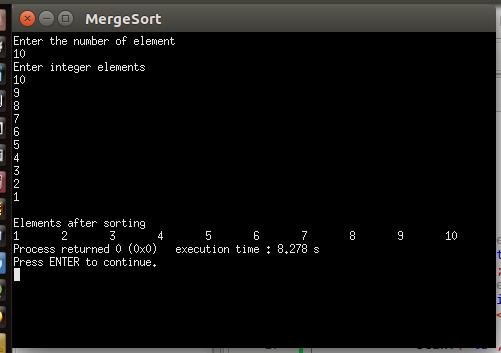 MergeSort
Enter the number of element
10
Enter integer elements
10
9
8
7
6
5
4
3
2
1
Elements after sorting
1 2 3 4 5 6 7 8 9 10
Process returned 0 (0x0) execution time : 8.278 s
Press ENTER to continue.